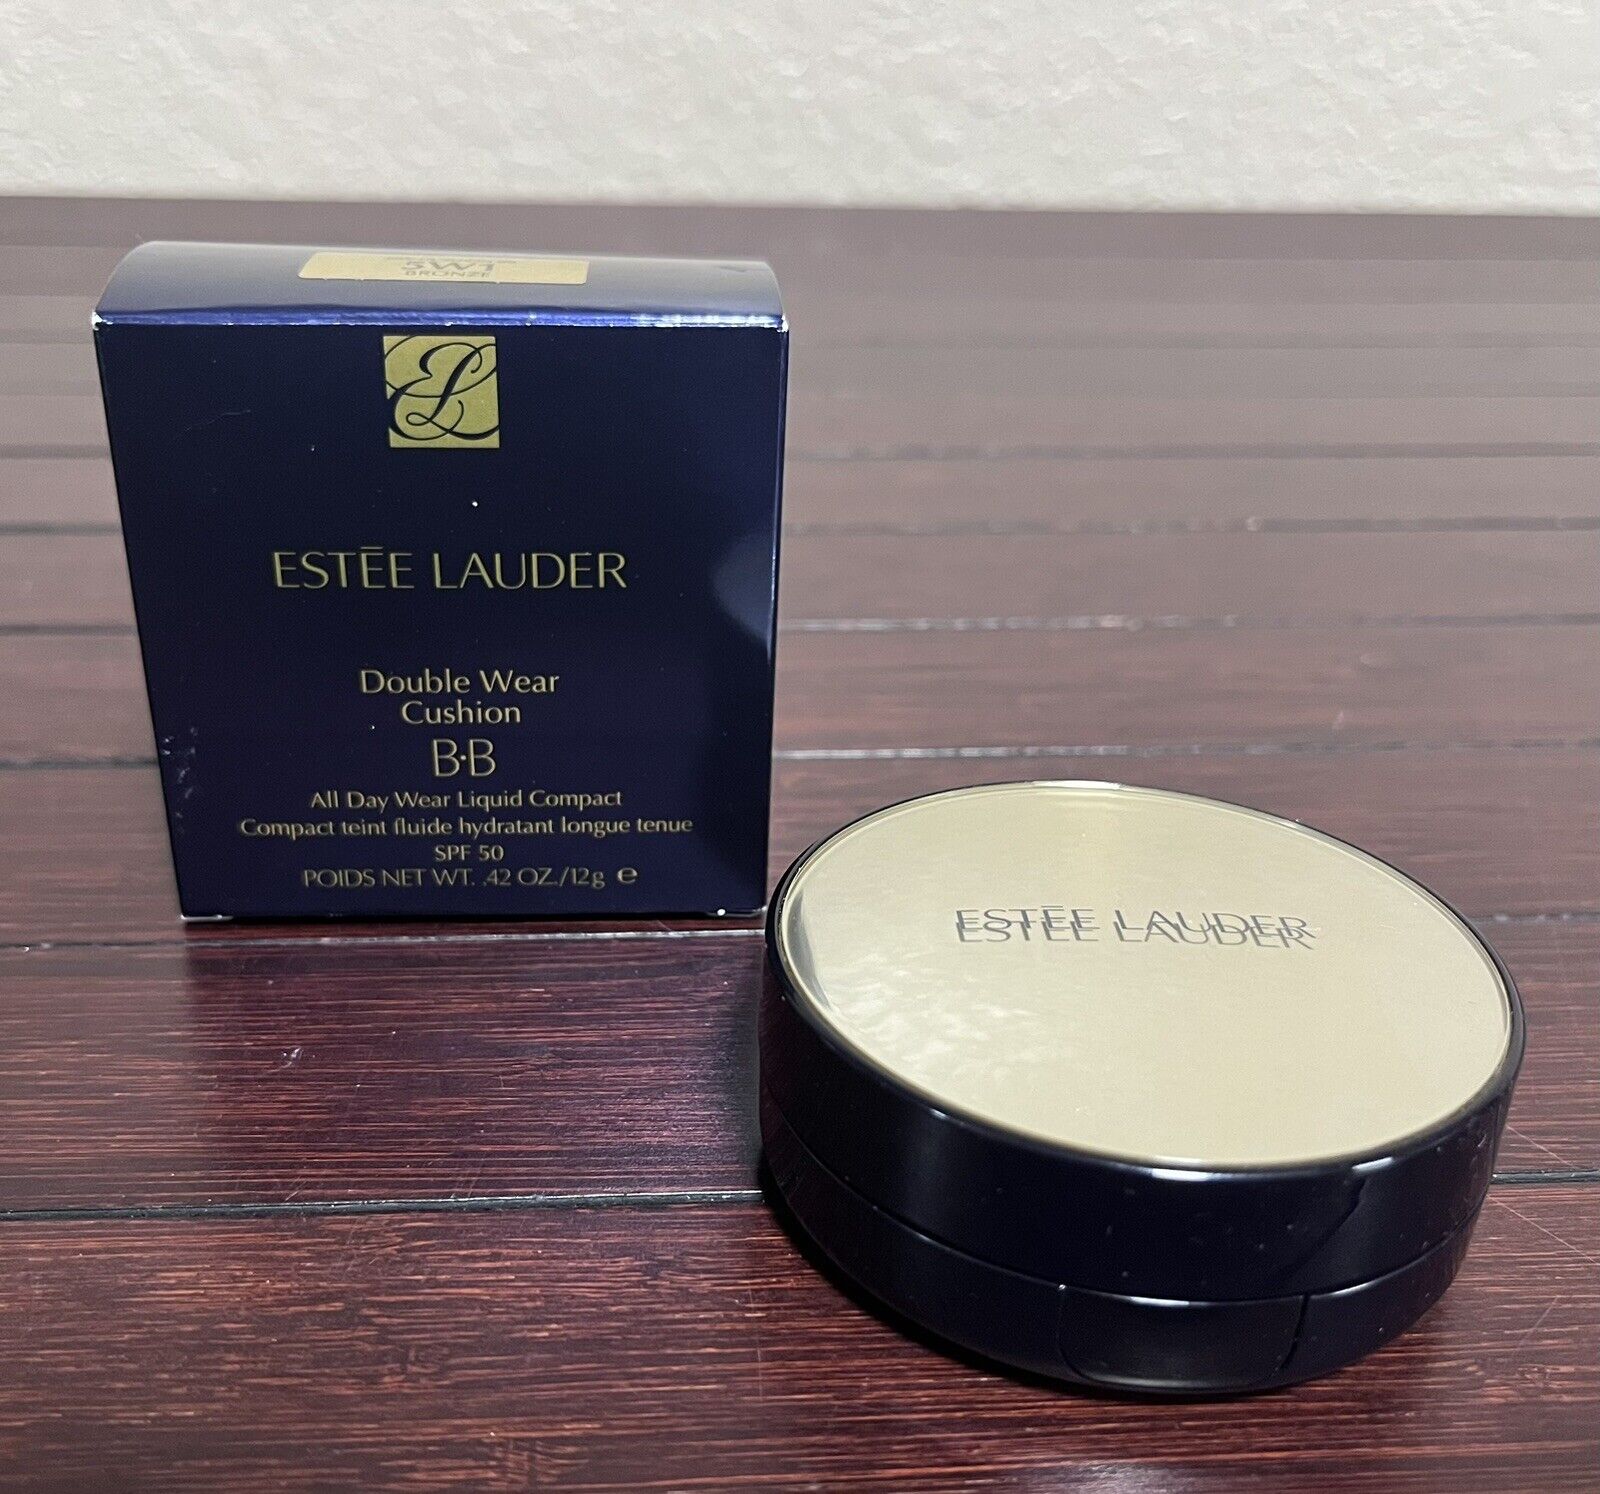 5W1
BRONZE
EL
ESTĒE LAUDER
Double Wear
Cushion
B·B
All Day Wear Liquid Compact
Compact teint fluide hydratant longue tenue
SPF 50
POIDS NET WT. .42 OZ./12g e
ESTĒE LAUDER